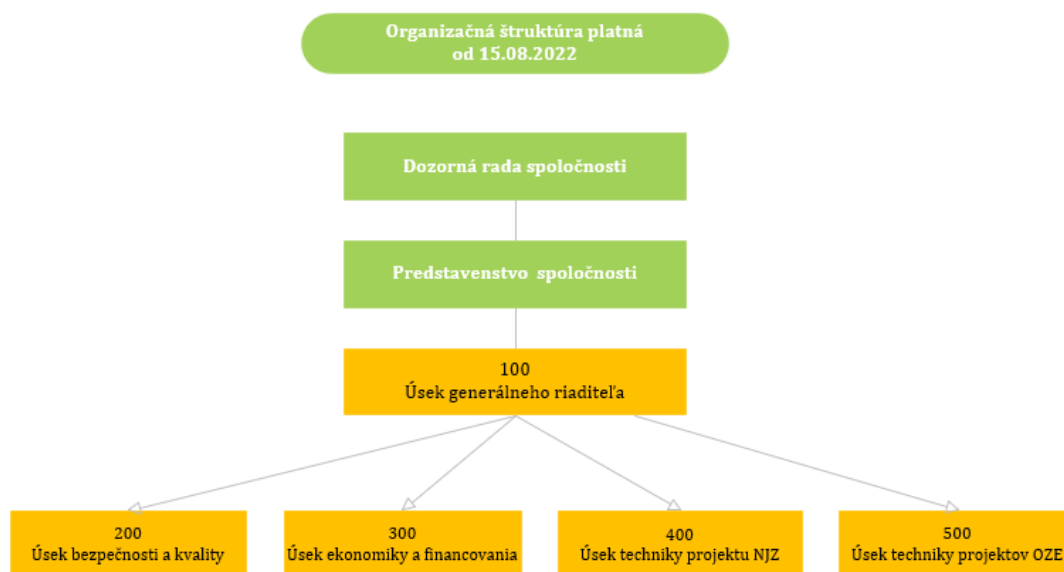 Organizačná štruktúra platná
od 15.08.2022
Dozorná rada spoločnosti
Predstavenstvo spoločnosti
100
Úsek generálneho riaditeľa
200
Úsek bezpečnosti a kvality
300
Úsek ekonomiky a financovania
400
Úsek techniky projektu NJZ
500
Úsek techniky projektov OZE